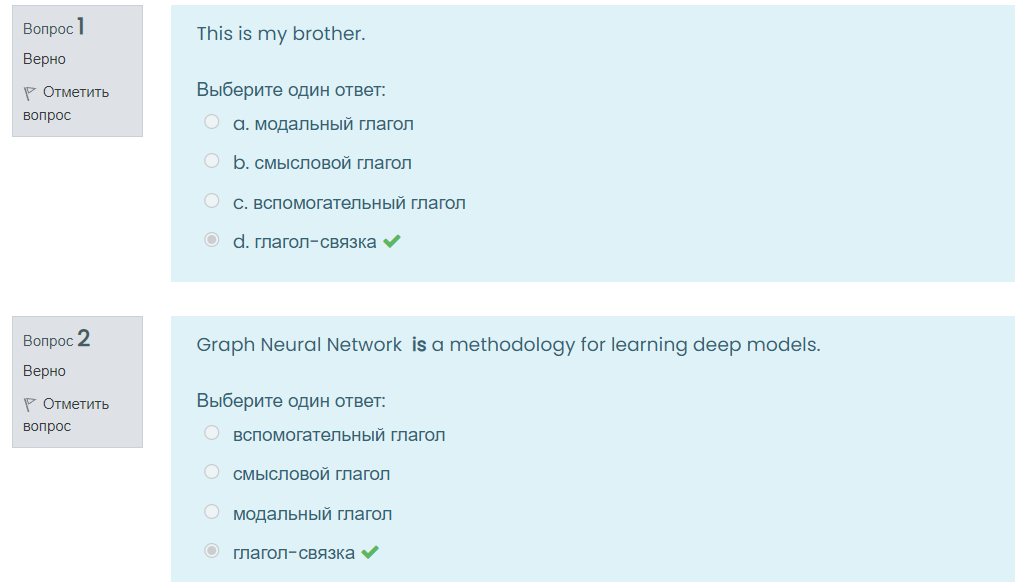 Вопрос 1
Верно
Отметить
вопрос
This is my brother.
Выберите один ответ:
a. модальный глагол
b. смысловой глагол
c. вспомогательный глагол
d. глагол-связка
Вопрос 2
Верно
Отметить
вопрос
Graph Neural Network is a methodology for learning deep models.
Выберите один ответ:
вспомогательный глагол
смысловой глагол
модальный глагол
глагол-связка